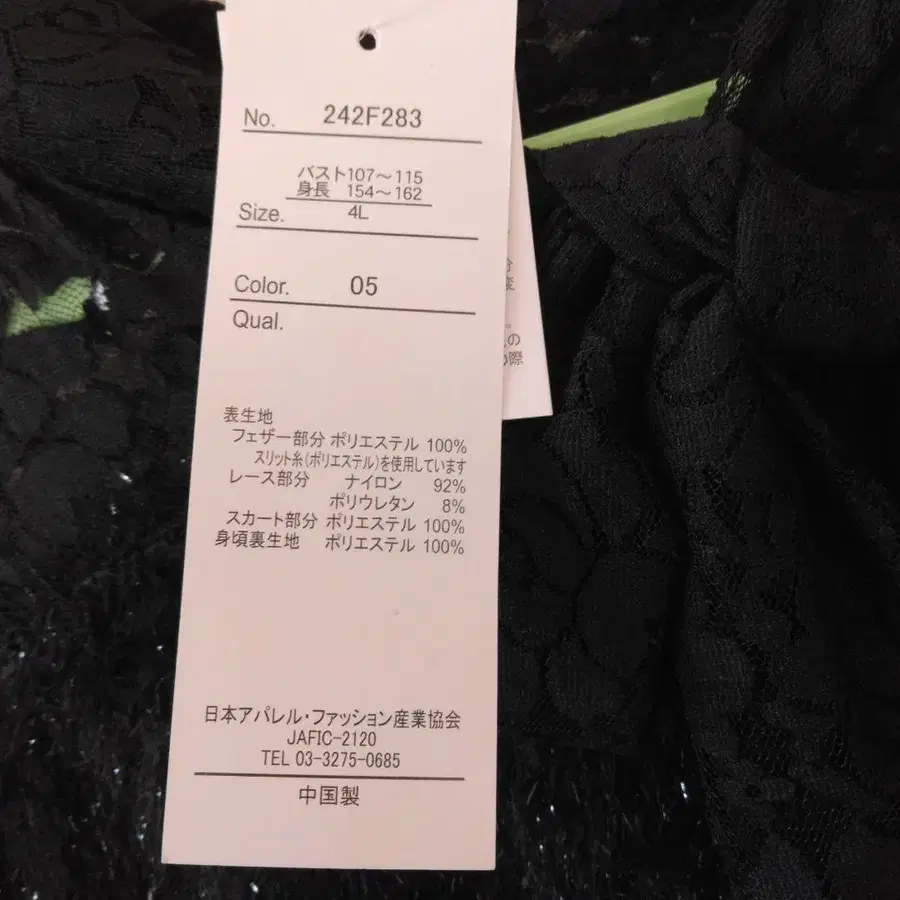 No. 242F283
バスト107～115
身長 154～162
Size. 4L
Color. 05
Qual.
表生地
フェザー部分 ポリエステル 100%
スリット糸(ポリエステル)を使用しています
レース部分 ナイロン 92%
ポリウレタン 8%
スカート部分 ポリエステル 100%
身頃裏生地 ポリエステル 100%
日本アパレル・ファッション産業協会
JAFIC-2120
TEL 03-3275-0685
中国製
分
変
。
の
の際